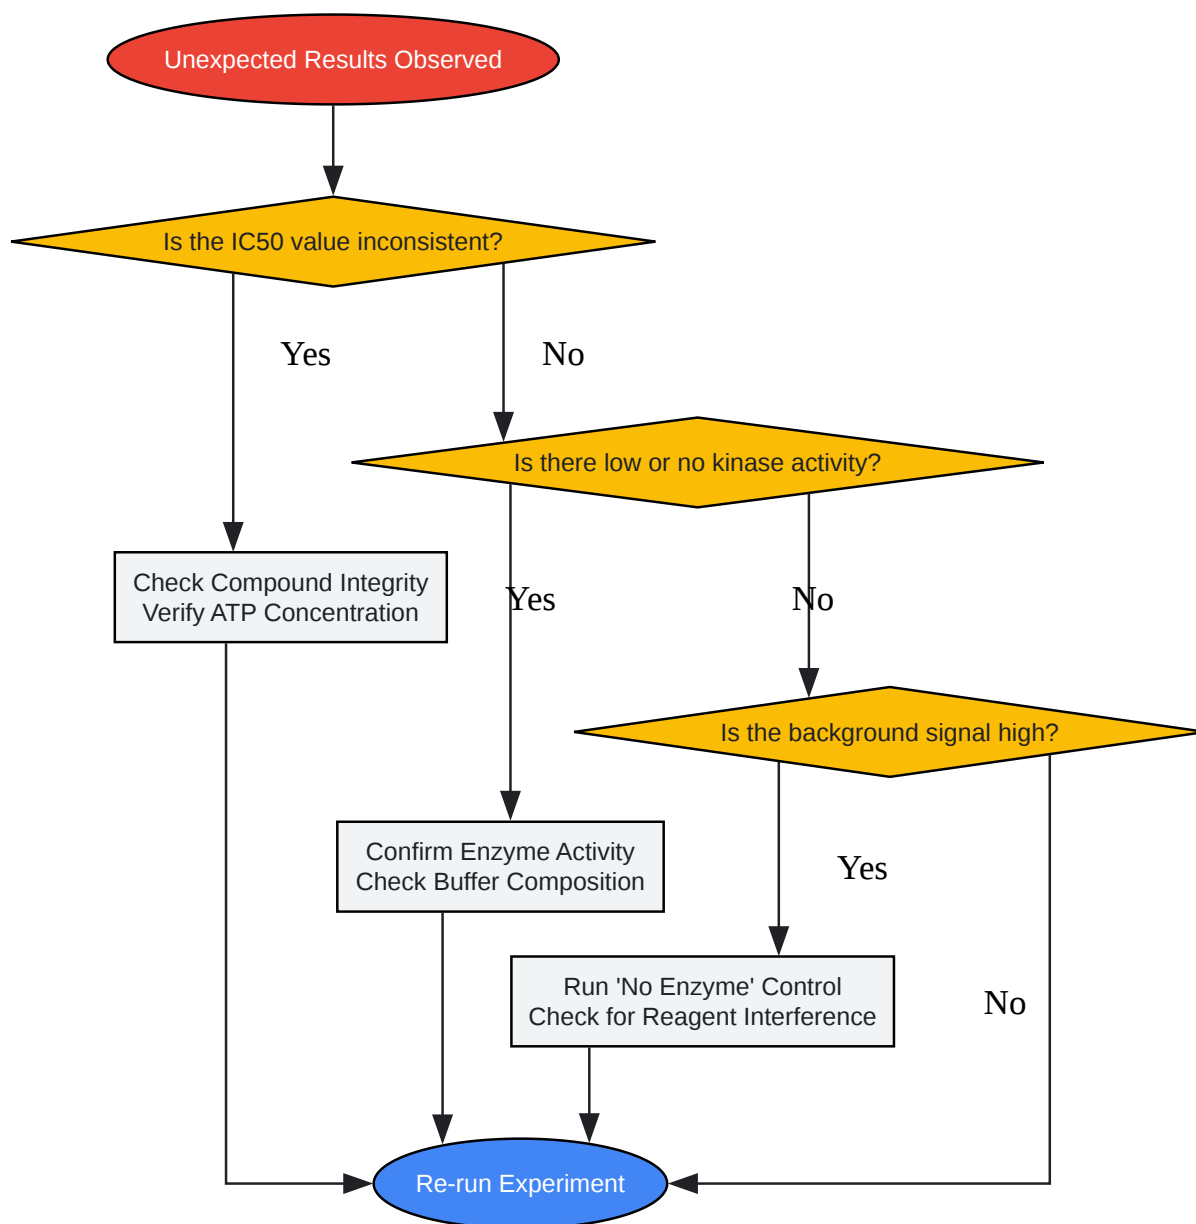 Unexpected Results Observed
Is the IC50 value inconsistent?
Yes
No
Is there low or no kinase activity?
Check Compound Integrity
Verify ATP Concentration
Yes
No
Is the background signal high?
Confirm Enzyme Activity
Check Buffer Composition
Yes
Run 'No Enzyme' Control
Check for Reagent Interference
No
Re-run Experiment